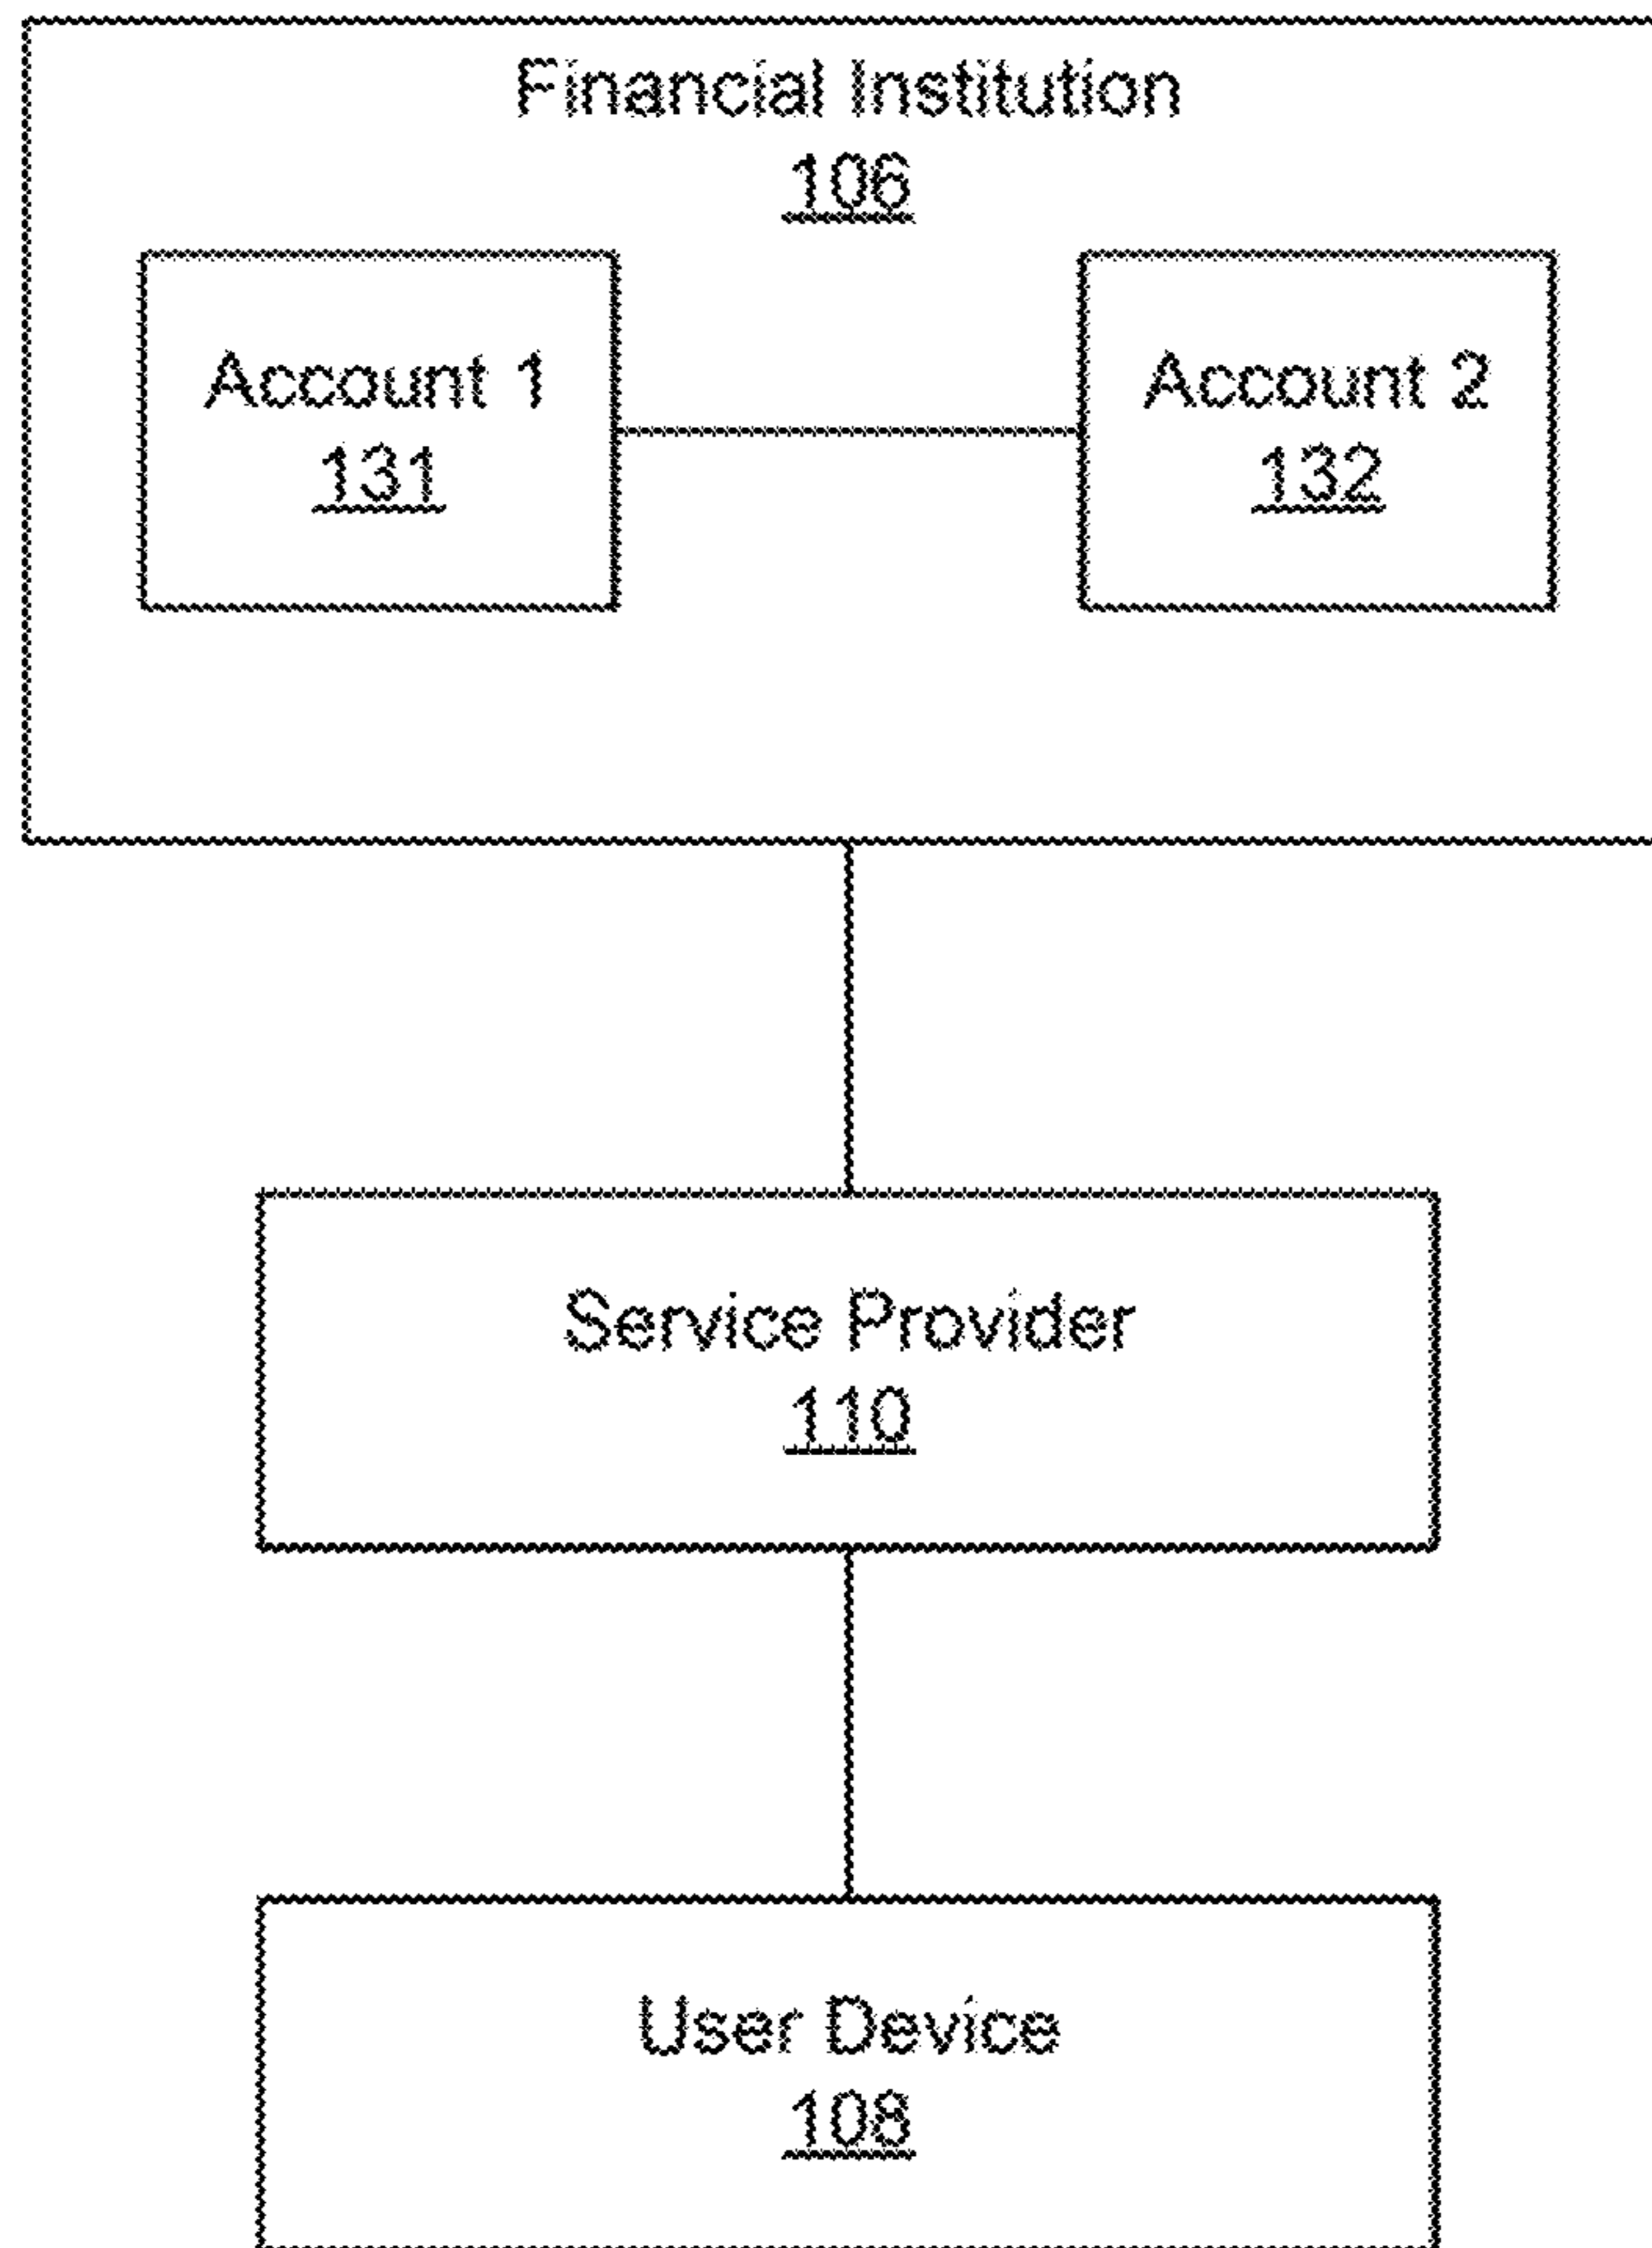 Financial Institution
106
Account 1
131
Account 2
132
Service Provider
110
User Device
108